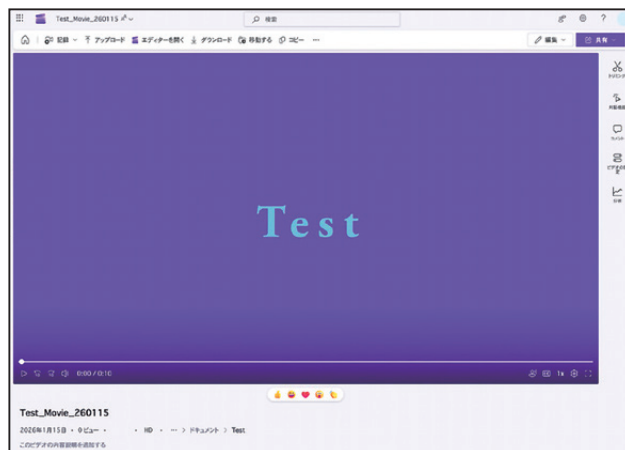 Test_Movie_260115
検索
記録
アップロード
エディターを開く
ダウンロード
移動する
コピー
...
編集
共有
コメント
Test
0:00 / 0:10
1x
Test_Movie_260115
2026年1月15日 • 0 ビュー • • HD • ... > ドキュメント > Test
このビデオの内容説明を追加する